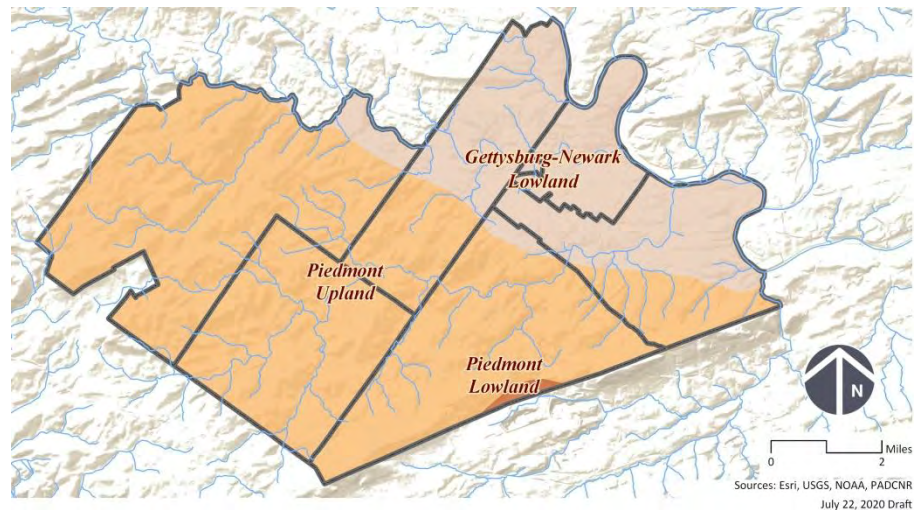 Gettysburg-Newark
Lowland
Piedmont
Upland
Piedmont
Lowland
N
Miles
0 2
Sources: Esri, USGS, NOAA, PADCNR
July 22, 2020 Draft